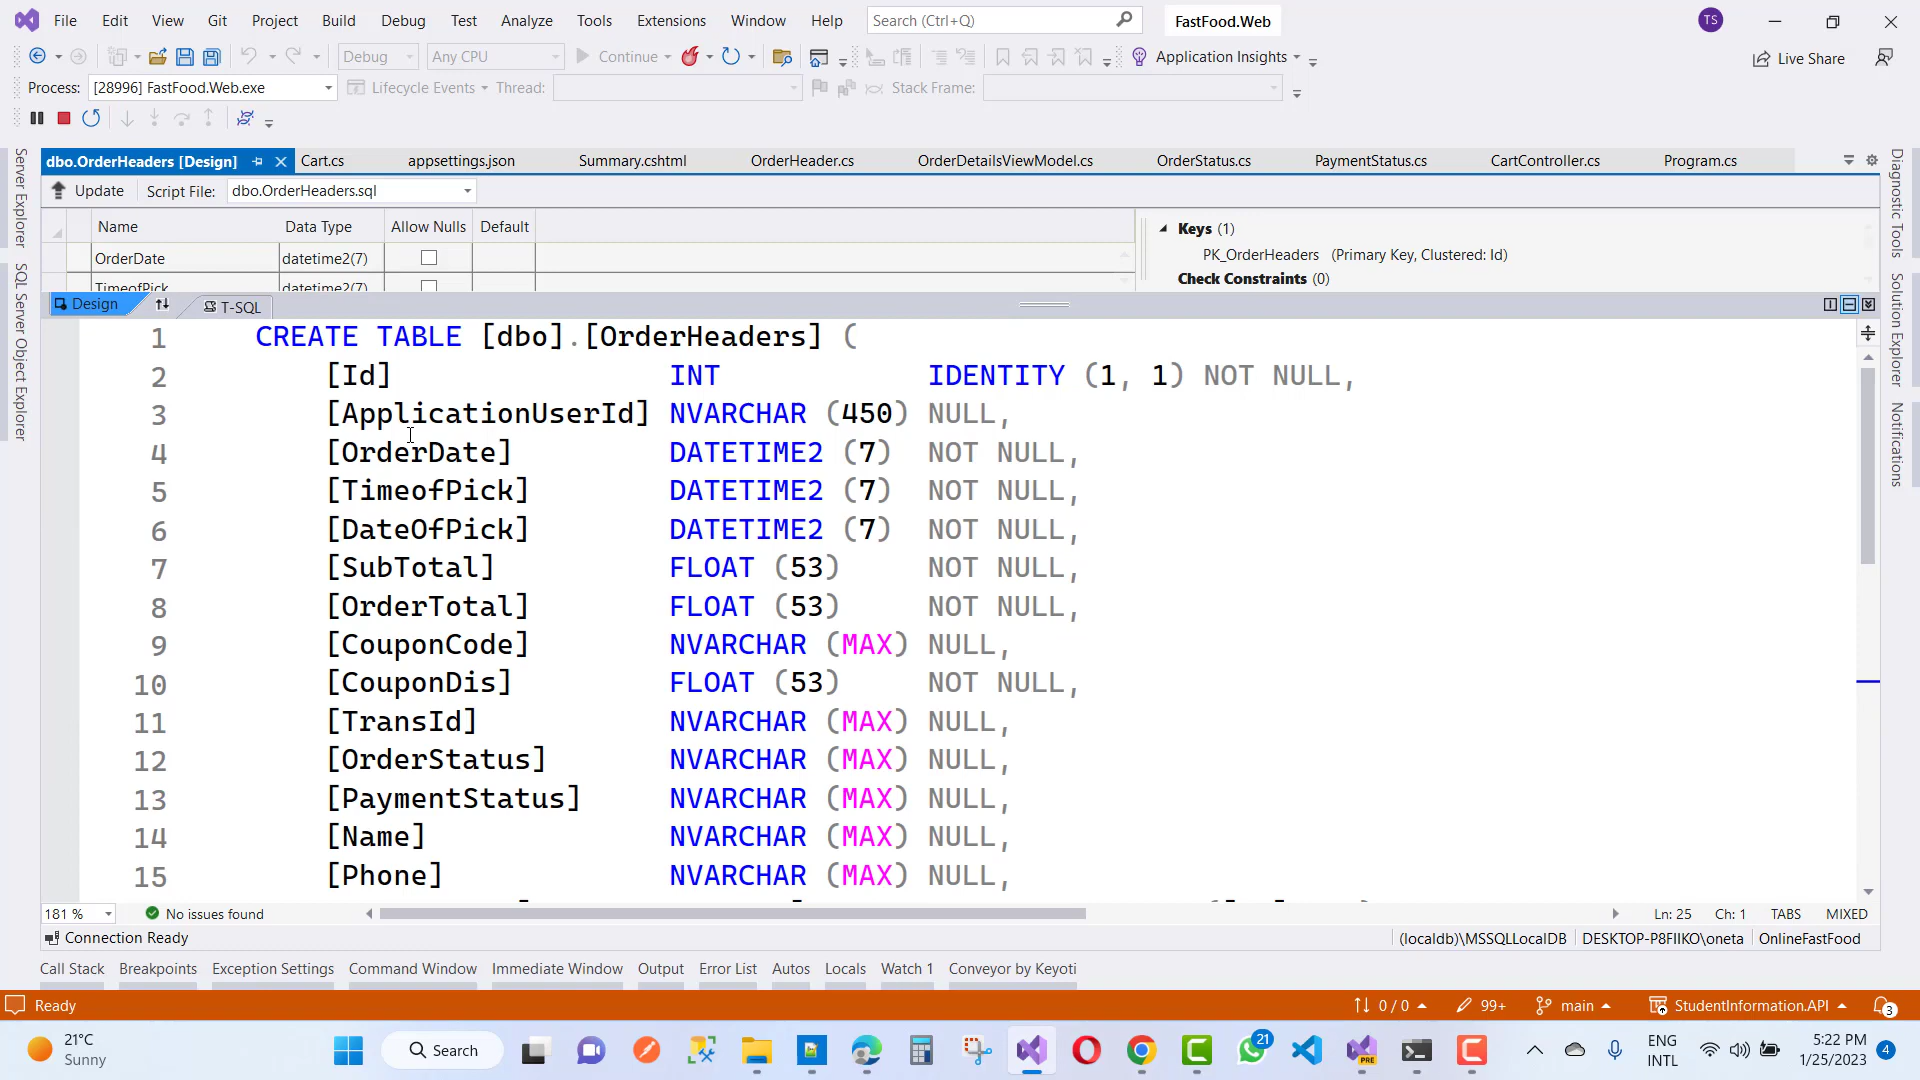 File Edit View Git Project Build Debug Test Analyze Tools Extensions Window Help Search (Ctrl+Q) FastFood.Web TS
Debug Any CPU Continue Application Insights Live Share
Process: [28996] FastFood.Web.exe Lifecycle Events Thread: Stack Frame:
dbo.OrderHeaders [Design] Cart.cs appsettings.json Summary.cshtml OrderHeader.cs OrderDetailsViewModel.cs OrderStatus.cs PaymentStatus.cs CartController.cs Program.cs
Update Script File: dbo.OrderHeaders.sql
Name Data Type Allow Nulls Default
OrderDate datetime2(7)
TimeofPick datetime2(7)
Keys (1)
PK_OrderHeaders (Primary Key, Clustered: Id)
Check Constraints (0)
Design T-SQL
1 CREATE TABLE [dbo].[OrderHeaders] (
2 [Id] INT IDENTITY (1, 1) NOT NULL,
3 [ApplicationUserId] NVARCHAR (450) NULL,
4 [OrderDate] DATETIME2 (7) NOT NULL,
5 [TimeofPick] DATETIME2 (7) NOT NULL,
6 [DateOfPick] DATETIME2 (7) NOT NULL,
7 [SubTotal] FLOAT (53) NOT NULL,
8 [OrderTotal] FLOAT (53) NOT NULL,
9 [CouponCode] NVARCHAR (MAX) NULL,
10 [CouponDis] FLOAT (53) NOT NULL,
11 [TransId] NVARCHAR (MAX) NULL,
12 [OrderStatus] NVARCHAR (MAX) NULL,
13 [PaymentStatus] NVARCHAR (MAX) NULL,
14 [Name] NVARCHAR (MAX) NULL,
15 [Phone] NVARCHAR (MAX) NULL,
181 % No issues found Ln: 25 Ch: 1 TABS MIXED
Connection Ready (localdb)\MSSQLLocalDB DESKTOP-P8FIIKO\oneta OnlineFastFood
Server Explorer
SQL Server Object Explorer
Diagnostic Tools
Solution Explorer
Notifications
Call Stack Breakpoints Exception Settings Command Window Immediate Window Output Error List Autos Locals Watch 1 Conveyor by Keyoti
Ready 0 / 0 99+ main StudentInformation.API 3
21°C
Sunny
Search
21
PRE
ENG
INTL
5:22 PM
1/25/2023
4